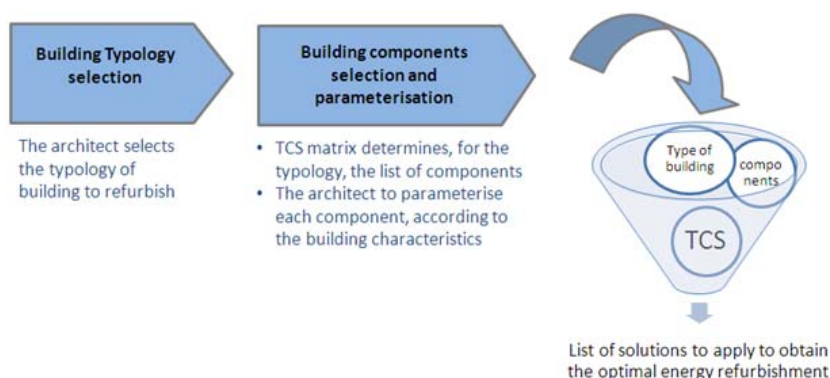 Building Typology
selection
Building components
selection and
parameterisation
The architect selects
the typology of
building to refurbish
• TCS matrix determines, for the
typology, the list of components
• The architect to parameterise
each component, according to
the building characteristics
Type of
building
compo
nents
TCS
List of solutions to apply to obtain
the optimal energy refurbishment